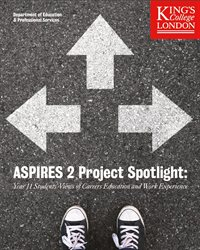 Department of Education
& Professional Services
KING'S
College
LONDON
ASPIRES 2 Project Spotlight:
Year 11 Students' Views of Careers Education and Work Experience